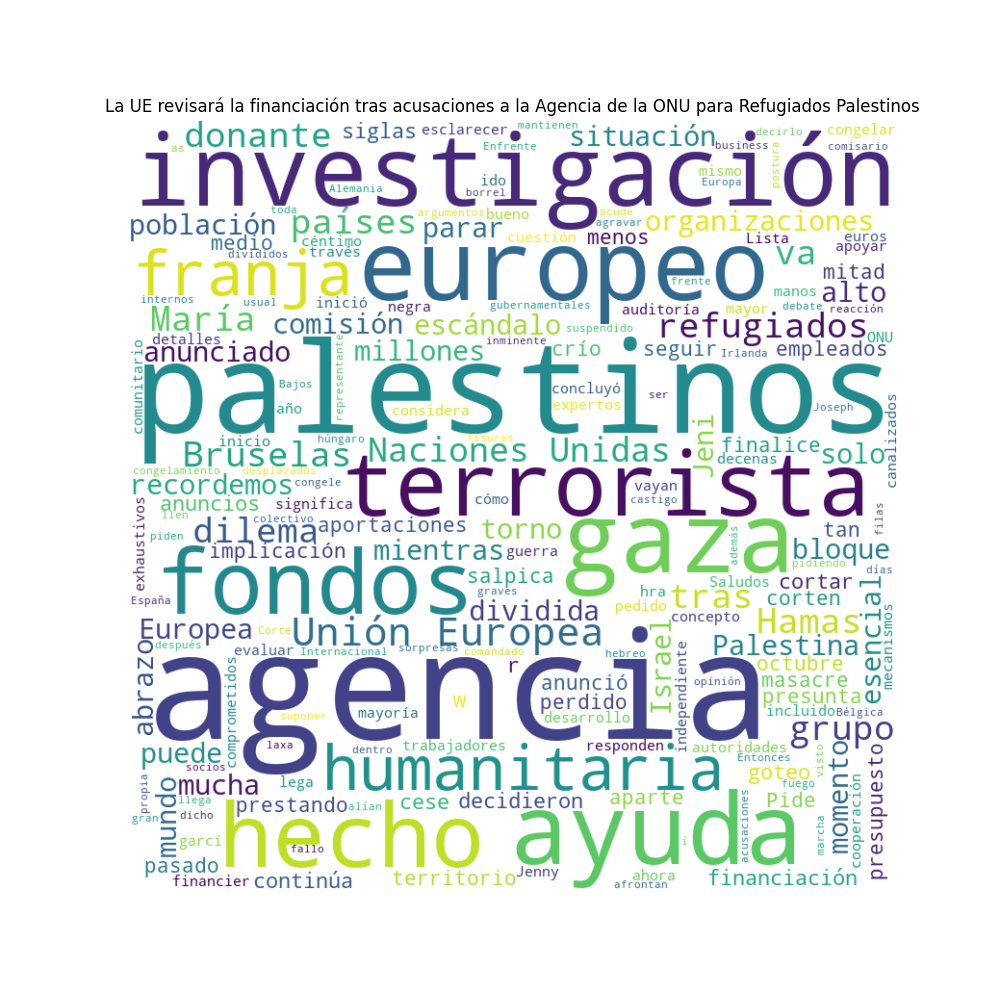 La UE revisará la financiación tras acusaciones a la Agencia de la ONU para Refugiados Palestinos
as donante siglas esclarecer mantienen Enfrente situación business decirlo congelar comisario
investigación
Alemania ido borrel mismo Europa postura
toda argumentos bueno acude
población países parar agravar organizaciones
medio divididos céntimo través cuestión menos Lista euros apoyar
franja europeo frente va mitad
internos usual inició negra gubernamentales manos alto
María comisión escándalo suspendido auditoría mayor debate reacción
detalles refugiados ONU
anunciado millones inminente crío seguir Irlanda empleados
comunitario representante palestinos
Bajos concluyó ser
año considera expertos Joseph canalizados
inicio húngaro fisuras Jeni finalice
Bruselas Naciones Unidas decenas solo
congelamiento desplazados congele
recordemos terrorista vayan
anuncios significa cómo castigo
exhaustivos llen colectivo aportaciones torno gaza además tan filas
piden dilema
implicación mientras guerra bloque
fondos salpica pidiendo días
graves hra Saludos cortar
España dividida pedido concepto tras corten esencial
Europea Corte Unión Europea Hamas
después evaluar Internacional sorpresas comandado hebreo Israel Palestina mecanismos
abrazo comprometidos agencia r anunció independiente opinión octubre
w perdido masacre
suponer mayoría desarrollo presunta
incluido Bélgica grupo
puede laxa dentro trabajadores responden autoridades
socios Entonces visto
mundo propia mucha lega humanitaria goteo fuego momento cooperación presupuesto
llega prestando alían cese decidieron aparte Pide
gran dicho acusaciones marcha
garcí hecho ayuda í
fallo
pasado Jenny ahora
financier continúa territorio afrontan financiación